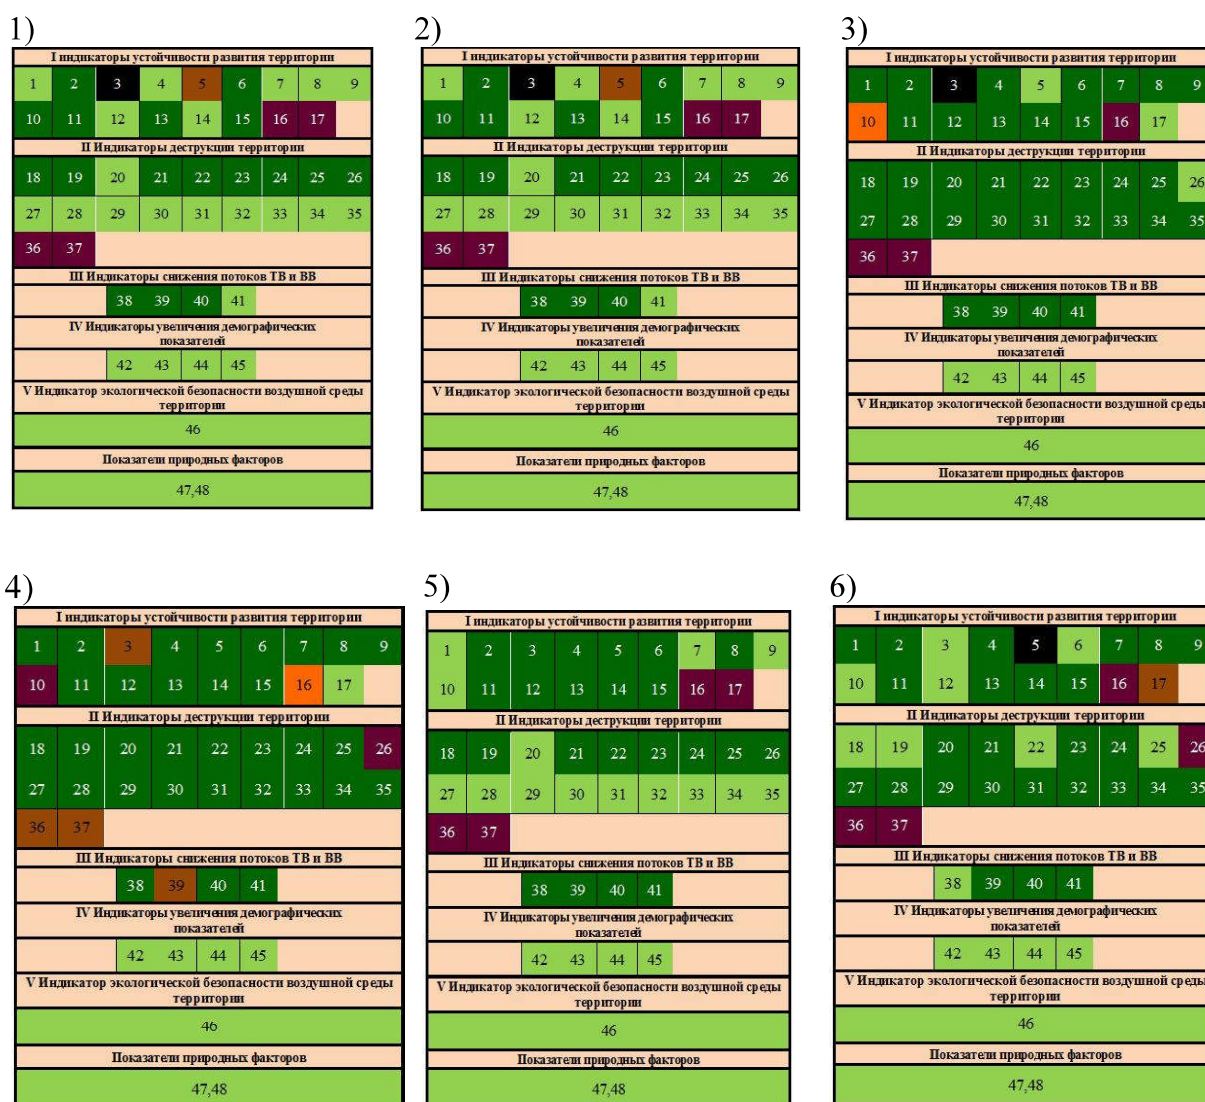 1)
I индикаторы устойчивости развития территории
1 2 3 4 5 6 7 8 9
10 11 12 13 14 15 16 17
II Индикаторы деструкции территории
18 19 20 21 22 23 24 25 26
27 28 29 30 31 32 33 34 35
36 37
III Индикаторы снижения потоков ТВ и ВВ
38 39 40 41
IV Индикаторы увеличения демографических
показателей
42 43 44 45
V Индикатор экологической безопасности воздушной среды
территории
46
Показатели природных факторов
47,48
2)
I индикаторы устойчивости развития территории
1 2 3 4 5 6 7 8 9
10 11 12 13 14 15 16 17
II Индикаторы деструкции территории
18 19 20 21 22 23 24 25 26
27 28 29 30 31 32 33 34 35
36 37
III Индикаторы снижения потоков ТВ и ВВ
38 39 40 41
IV Индикаторы увеличения демографических
показателей
42 43 44 45
V Индикатор экологической безопасности воздушной среды
территории
46
Показатели природных факторов
47,48
3)
I индикаторы устойчивости развития территории
1 2 3 4 5 6 7 8 9
10 11 12 13 14 15 16 17
II Индикаторы деструкции территории
18 19 20 21 22 23 24 25 26
27 28 29 30 31 32 33 34 35
36 37
III Индикаторы снижения потоков ТВ и ВВ
38 39 40 41
IV Индикаторы увеличения демографических
показателей
42 43 44 45
V Индикатор экологической безопасности воздушной среды
территории
46
Показатели природных факторов
47,48
4)
I индикаторы устойчивости развития территории
1 2 3 4 5 6 7 8 9
10 11 12 13 14 15 16 17
II Индикаторы деструкции территории
18 19 20 21 22 23 24 25 26
27 28 29 30 31 32 33 34 35
36 37
III Индикаторы снижения потоков ТВ и ВВ
38 39 40 41
IV Индикаторы увеличения демографических
показателей
42 43 44 45
V Индикатор экологической безопасности воздушной среды
территории
46
Показатели природных факторов
47,48
5)
I индикаторы устойчивости развития территории
1 2 3 4 5 6 7 8 9
10 11 12 13 14 15 16 17
II Индикаторы деструкции территории
18 19 20 21 22 23 24 25 26
27 28 29 30 31 32 33 34 35
36 37
III Индикаторы снижения потоков ТВ и ВВ
38 39 40 41
IV Индикаторы увеличения демографических
показателей
42 43 44 45
V Индикатор экологической безопасности воздушной среды
территории
46
Показатели природных факторов
47,48
6)
I индикаторы устойчивости развития территории
1 2 3 4 5 6 7 8 9
10 11 12 13 14 15 16 17
II Индикаторы деструкции территории
18 19 20 21 22 23 24 25 26
27 28 29 30 31 32 33 34 35
36 37
III Индикаторы снижения потоков ТВ и ВВ
38 39 40 41
IV Индикаторы увеличения демографических
показателей
42 43 44 45
V Индикатор экологической безопасности воздушной среды
территории
46
Показатели природных факторов
47,48